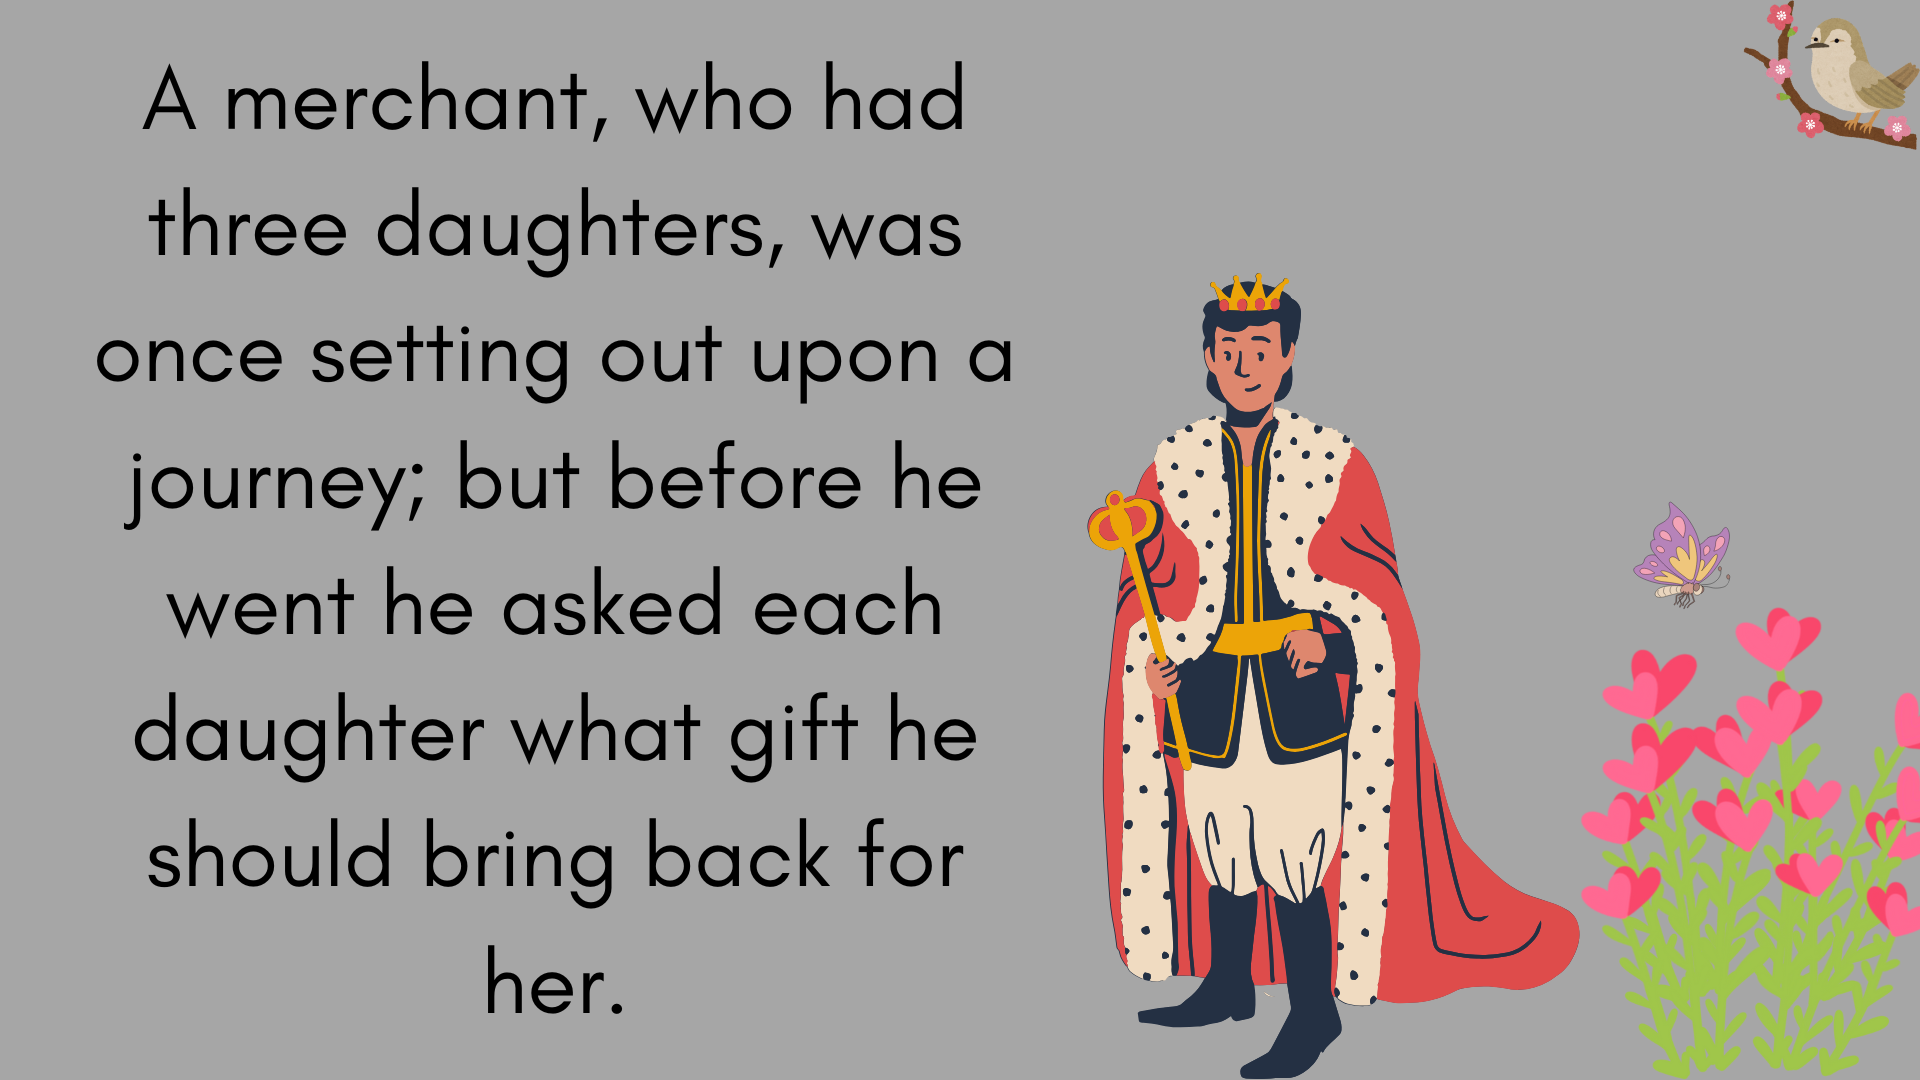 A merchant, who had
three daughters, was
once setting out upon a
journey; but before he
went he asked each
daughter what gift he
should bring back for
her.